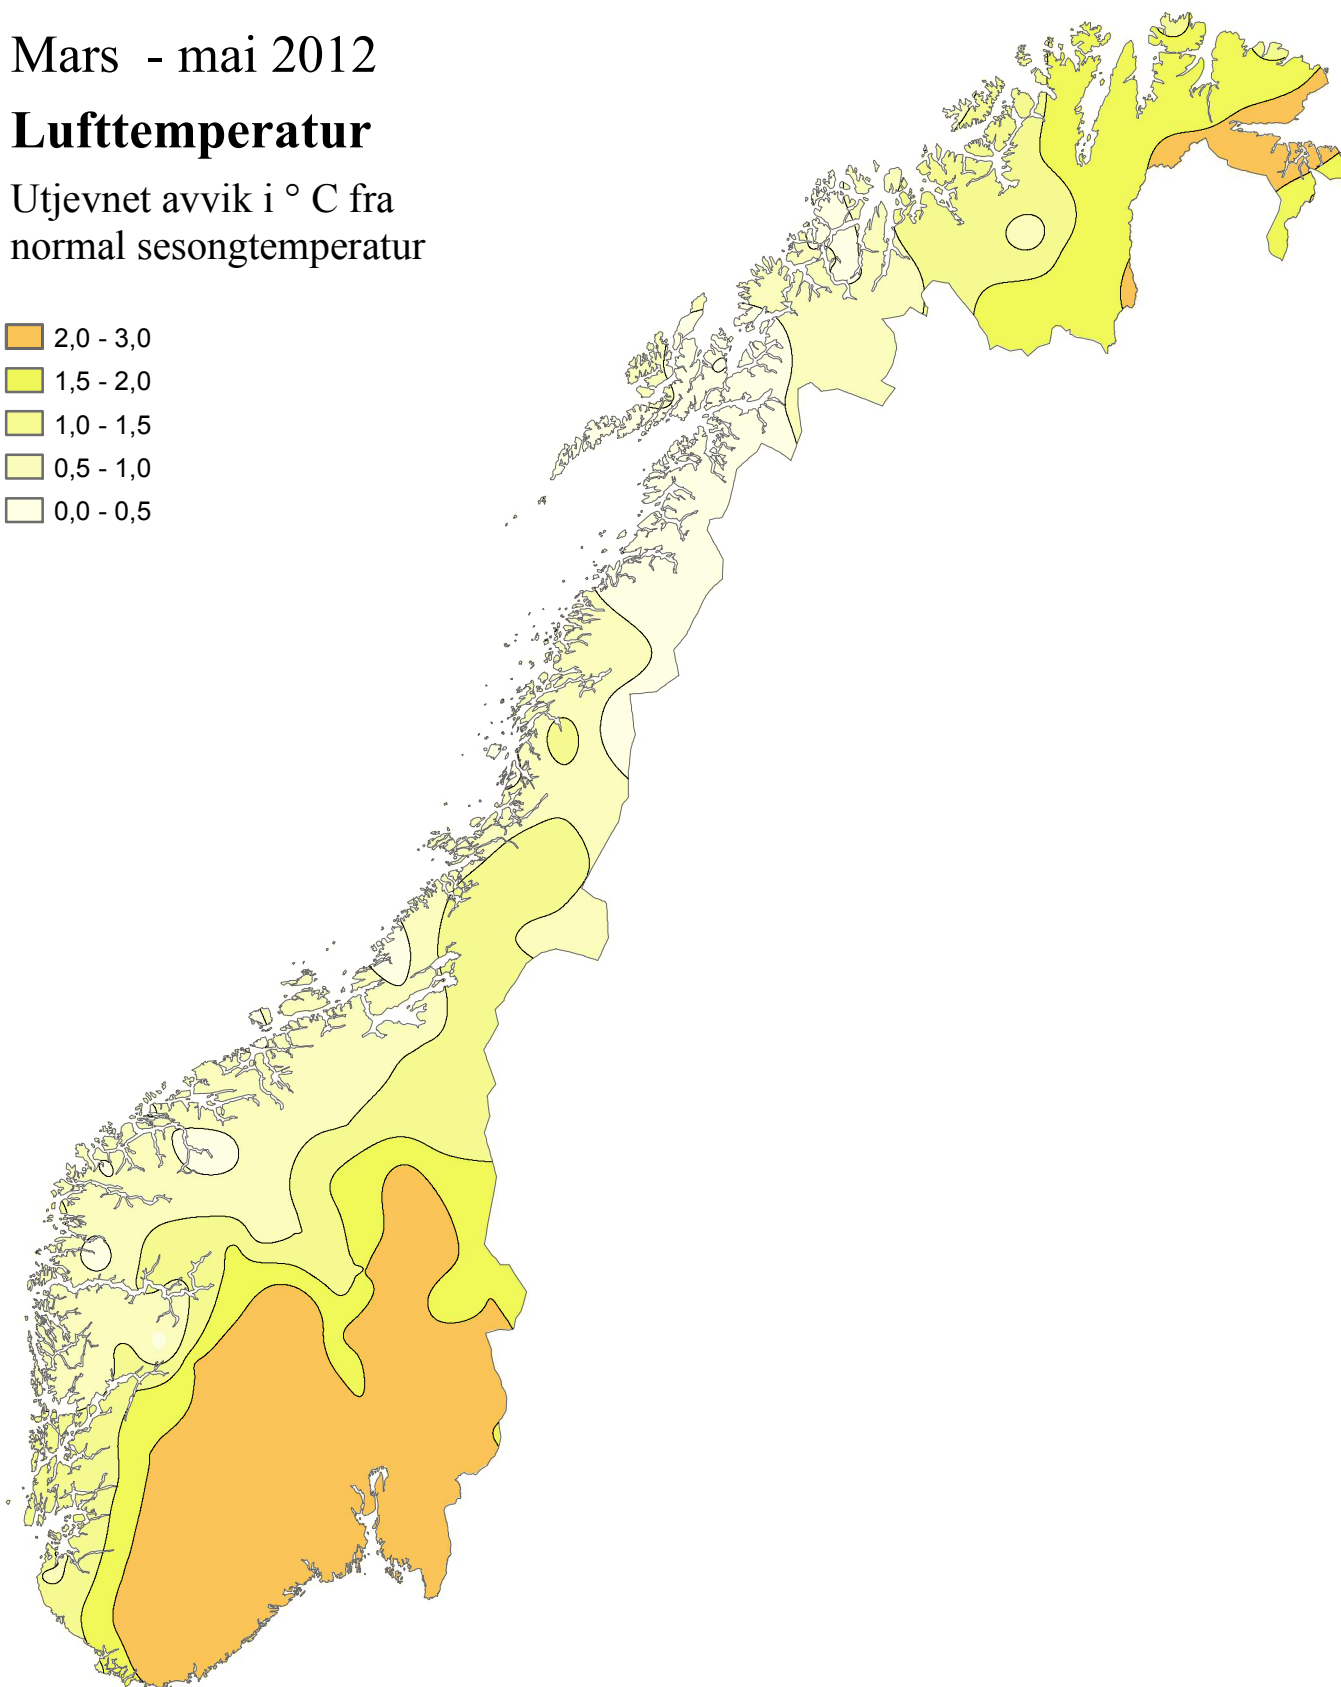 Mars - mai 2012
Lufttemperatur
Utjevnet avvik i ° C fra
normal sesongtemperatur
2,0 - 3,0
1,5 - 2,0
1,0 - 1,5
0,5 - 1,0
0,0 - 0,5